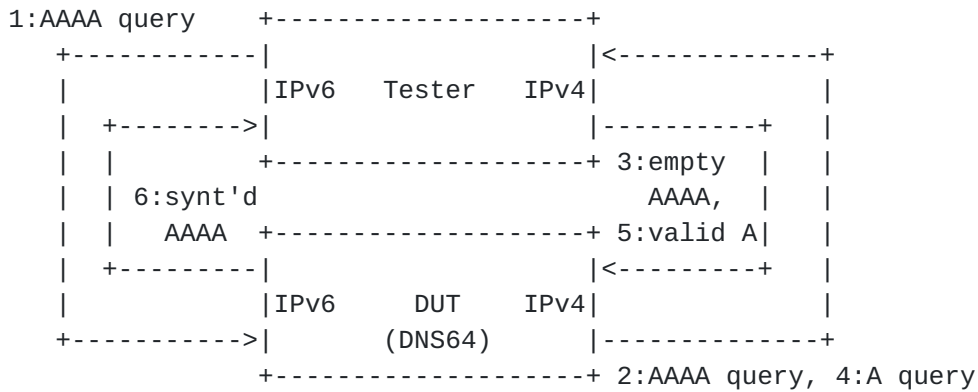 1:AAAA query
IPv6 Tester IPv4
3:empty
6:synt'd AAAA,
AAAA 5:valid A
IPv6 DUT IPv4
(DNS64)
2:AAAA query, 4:A query